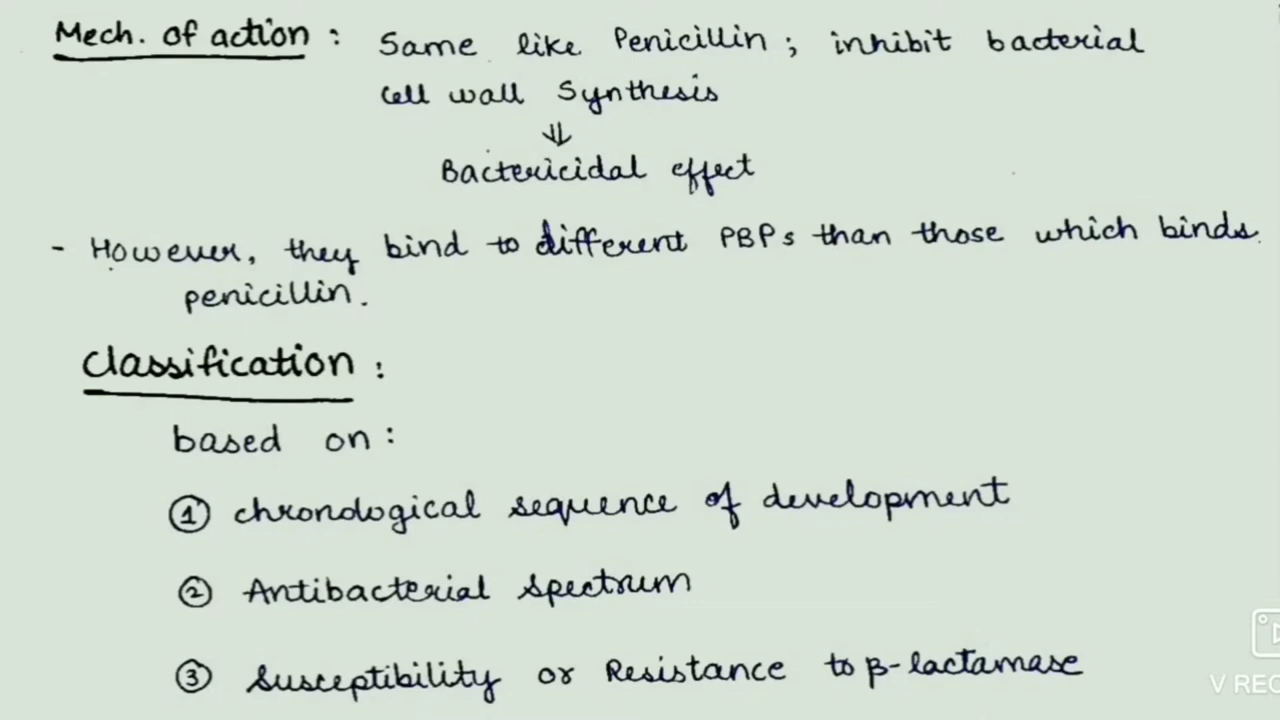 Mech. of action : Same like Penicillin ; inhibit bacterial
cell wall Synthesis
⇓
Bactericidal effect
- However, they bind to different PBPs than those which binds
penicillin.
Classification :
based on :
① chronological sequence of development
② Antibacterial spectrum
③ Susceptibility or Resistance to β-lactamase
V REC